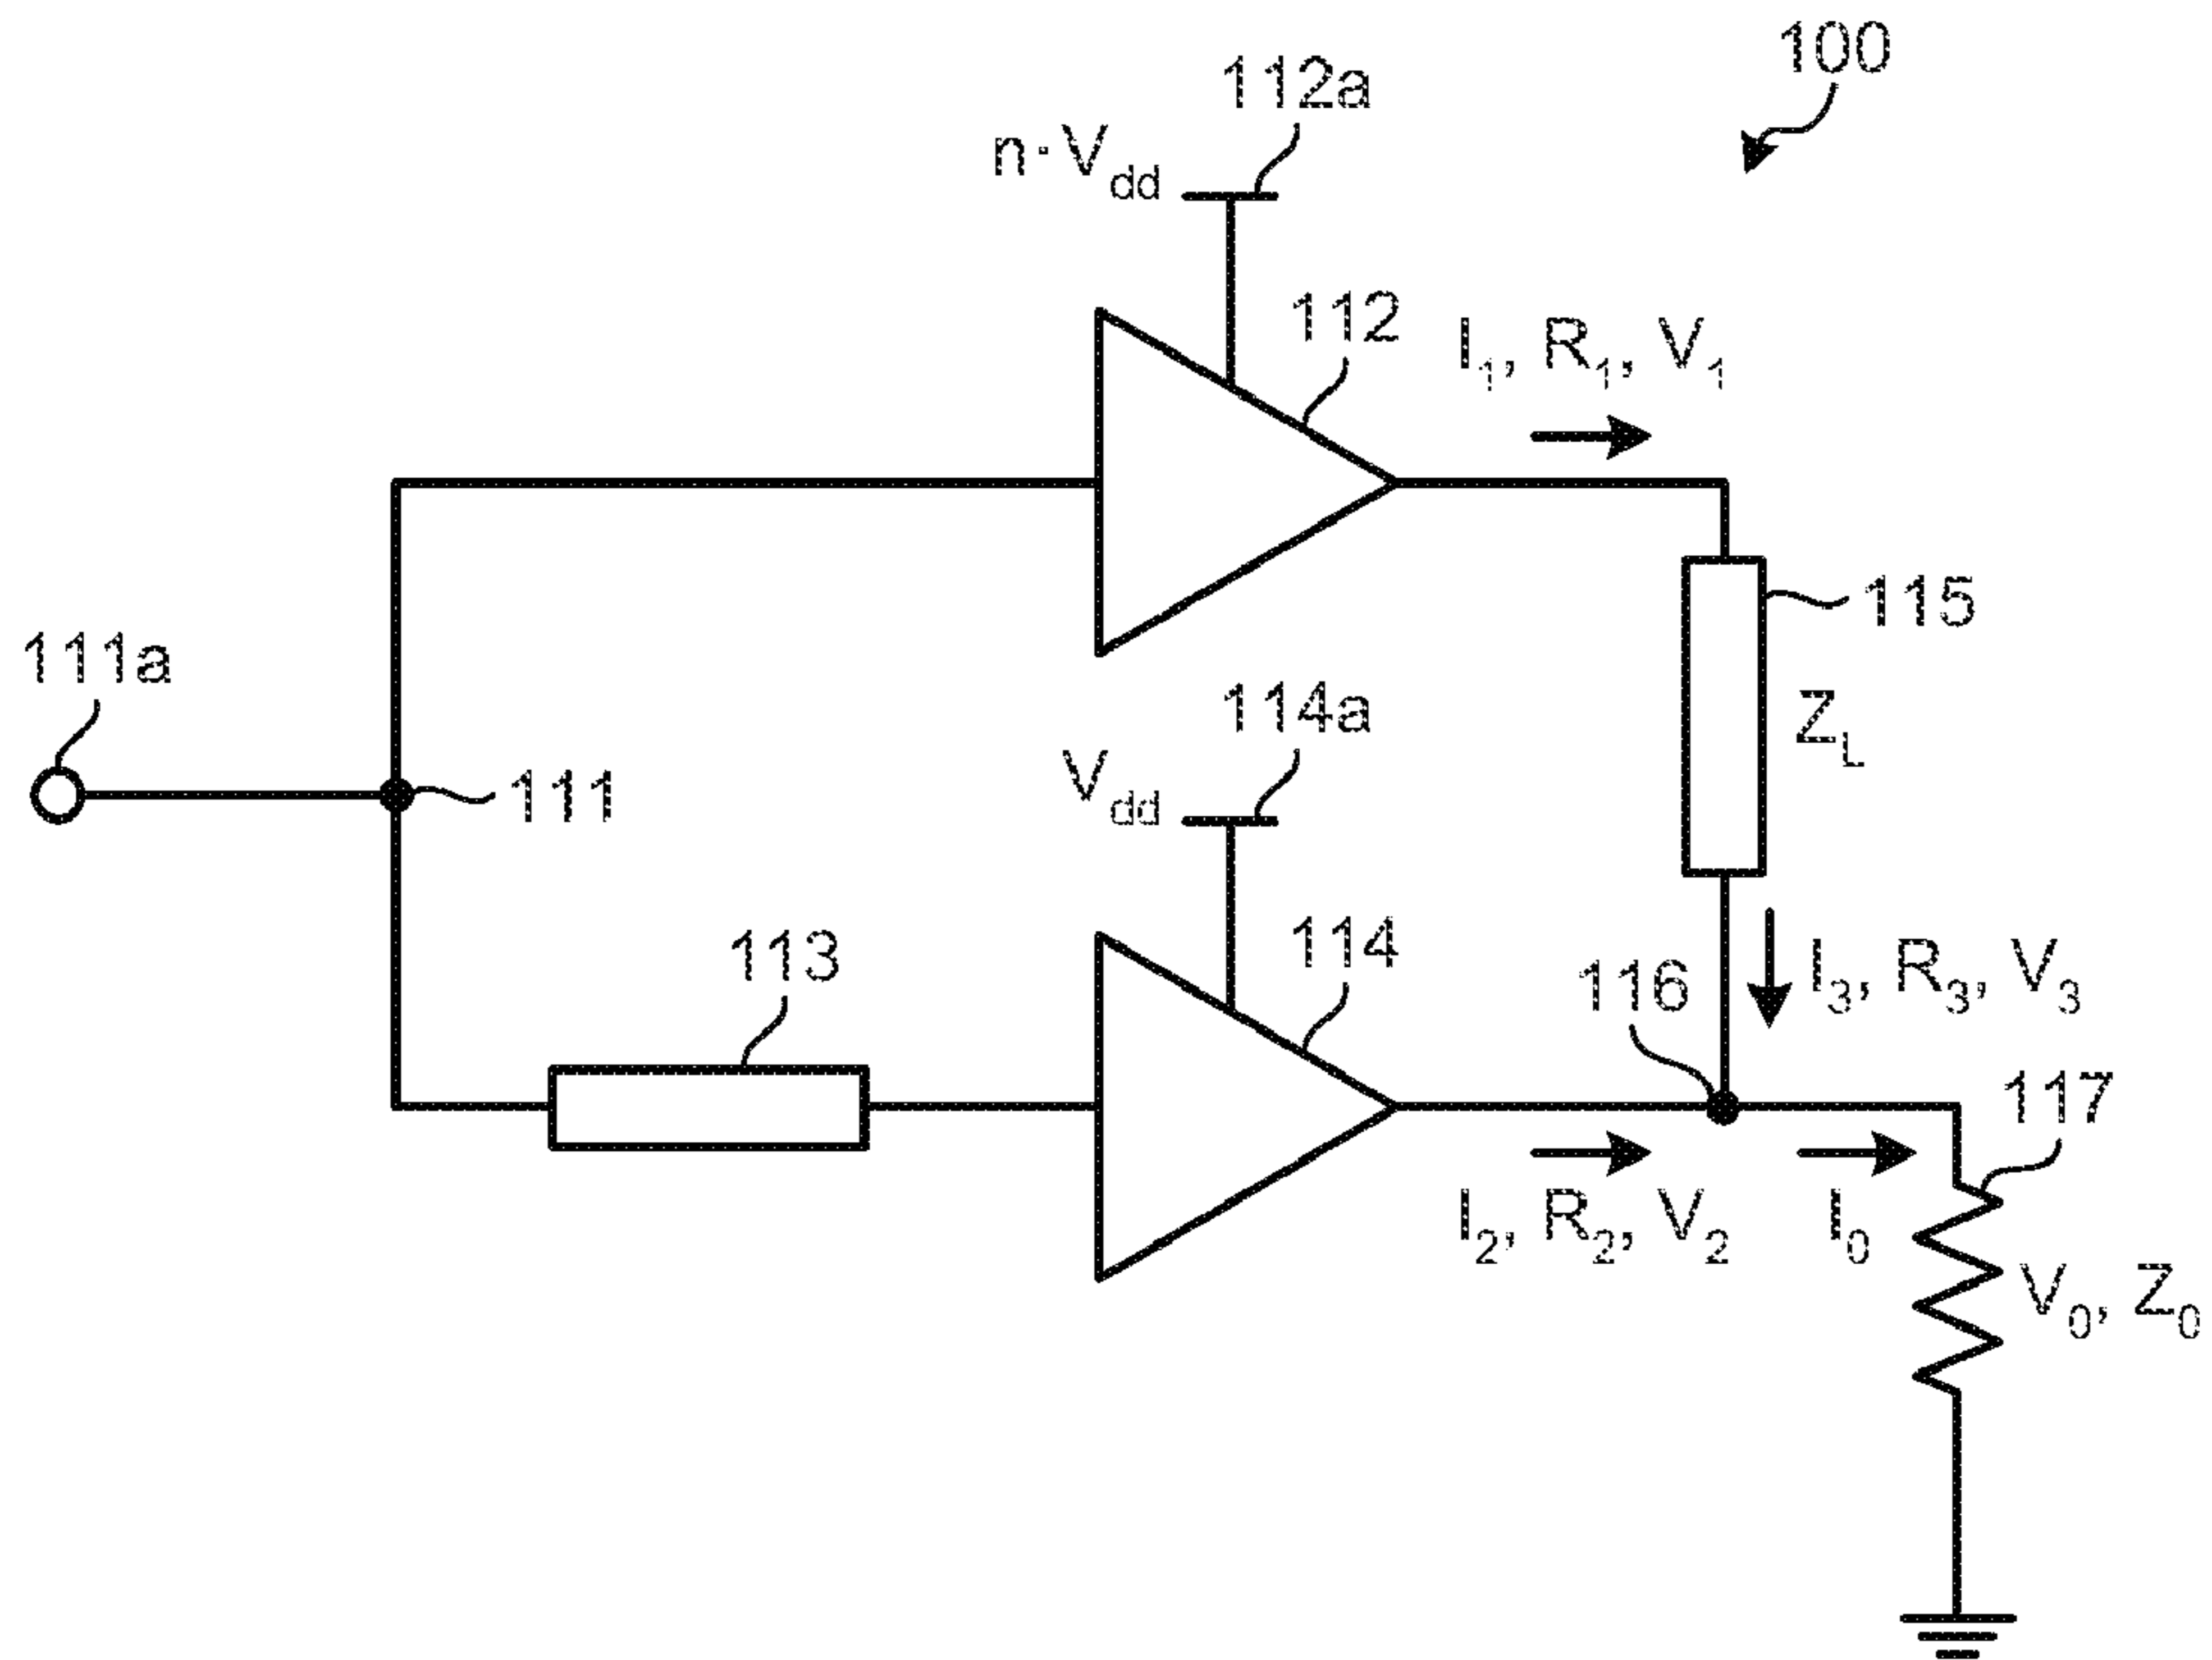 100
112a
n·Vdd
112
I1, R1, V1
115
111a
114a
ZL
Vdd
111
113
114
116
I3, R3, V3
117
I2, R2, V2
I0
V0, Z0